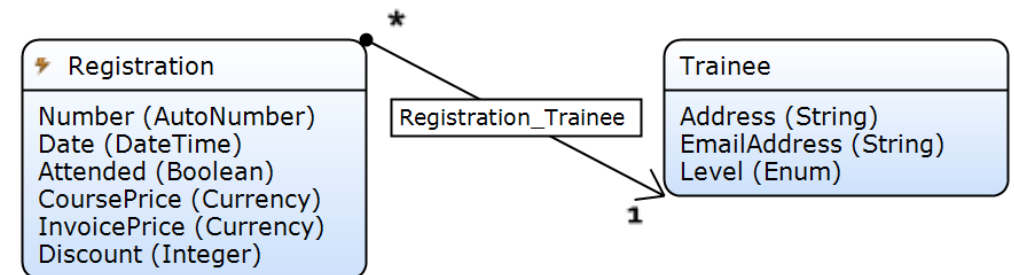 *
Registration
Number (AutoNumber)
Date (DateTime)
Attended (Boolean)
CoursePrice (Currency)
InvoicePrice (Currency)
Discount (Integer)
Registration_Trainee
1
Trainee
Address (String)
EmailAddress (String)
Level (Enum)